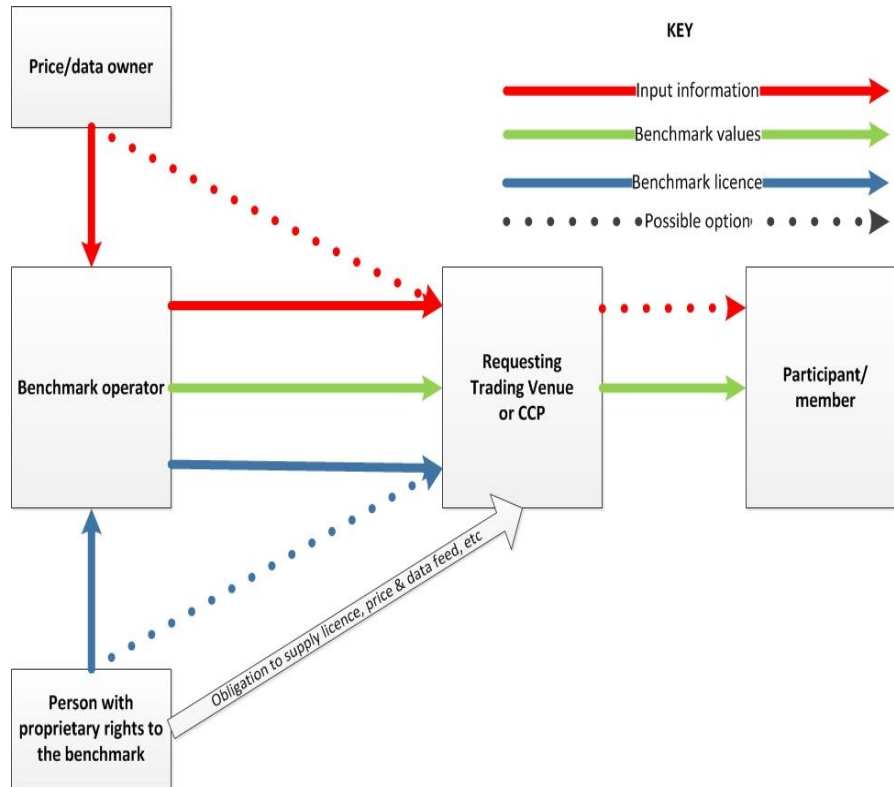 Price/data owner
KEY
Input information
Benchmark values
Benchmark licence
Possible option
Benchmark operator
Requesting
Trading Venue
or CCP
Participant/
member
Obligation to supply licence, price & data feed, etc
Person with
proprietary rights to
the benchmark